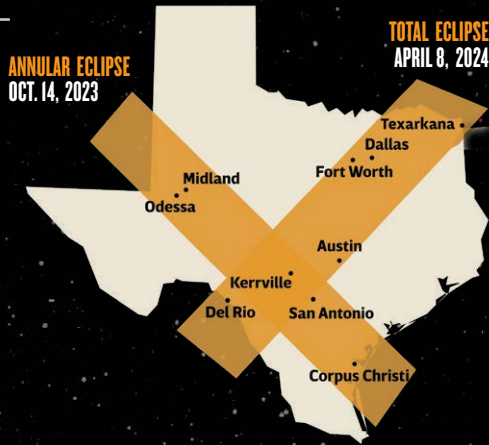 ANNULAR ECLIPSE
OCT. 14, 2023
TOTAL ECLIPSE
APRIL 8, 2024
Texarkana
Dallas
Fort Worth
Midland
Odessa
Austin
Kerrville
Del Rio
San Antonio
Corpus Christi